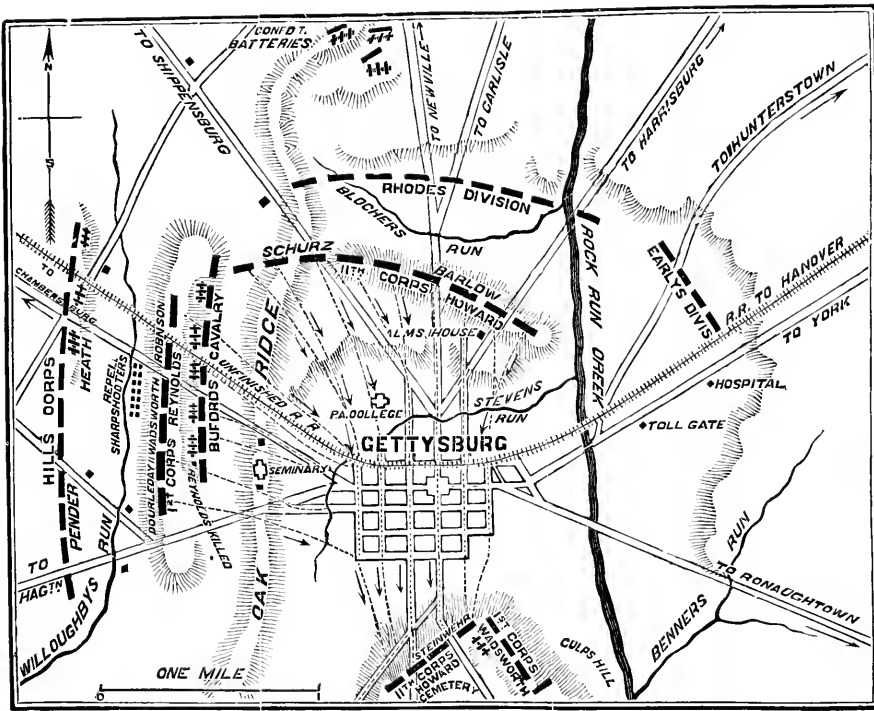 CONFD T.
BATTERIES
N
S
TO SHIPPENSBURG
TO NEWVILLE
TO CARLISLE
TO HARRISBURG
TO HUNTERSTOWN
RHODES DIVISION
BLOCHERS RUN
ROCK RUN CREEK
EARLYS DIVIS
R.R. TO HANOVER
TO YORK
SCHURZ
11TH CORPS HOWARD
BARLOW
ALMS HOUSE
TO CHAMBERSBURG
HILLS CORPS
HEATH
PENDER
REPELL SHARPSHOOTERS
DOUBLEDAY WADSWORTH ROBINSON
1ST CORPS REYNOLDS
BUFORDS CAVALRY
REYNOLDS KILLED
UNFINISHED R.R.
OAK RIDGE
PA. COLLEGE
STEVENS RUN
HOSPITAL
TOLL GATE
GETTYSBURG
SEMINARY
TO HAGTN
WILLOUGHBYS RUN
TO RONAUGHTOWN
BENNERS RUN
CULPS HILL
STEINWEHR
11TH CORPS
HOWARD
CEMETERY
1ST CORPS
WADSWORTH
ONE MILE
0